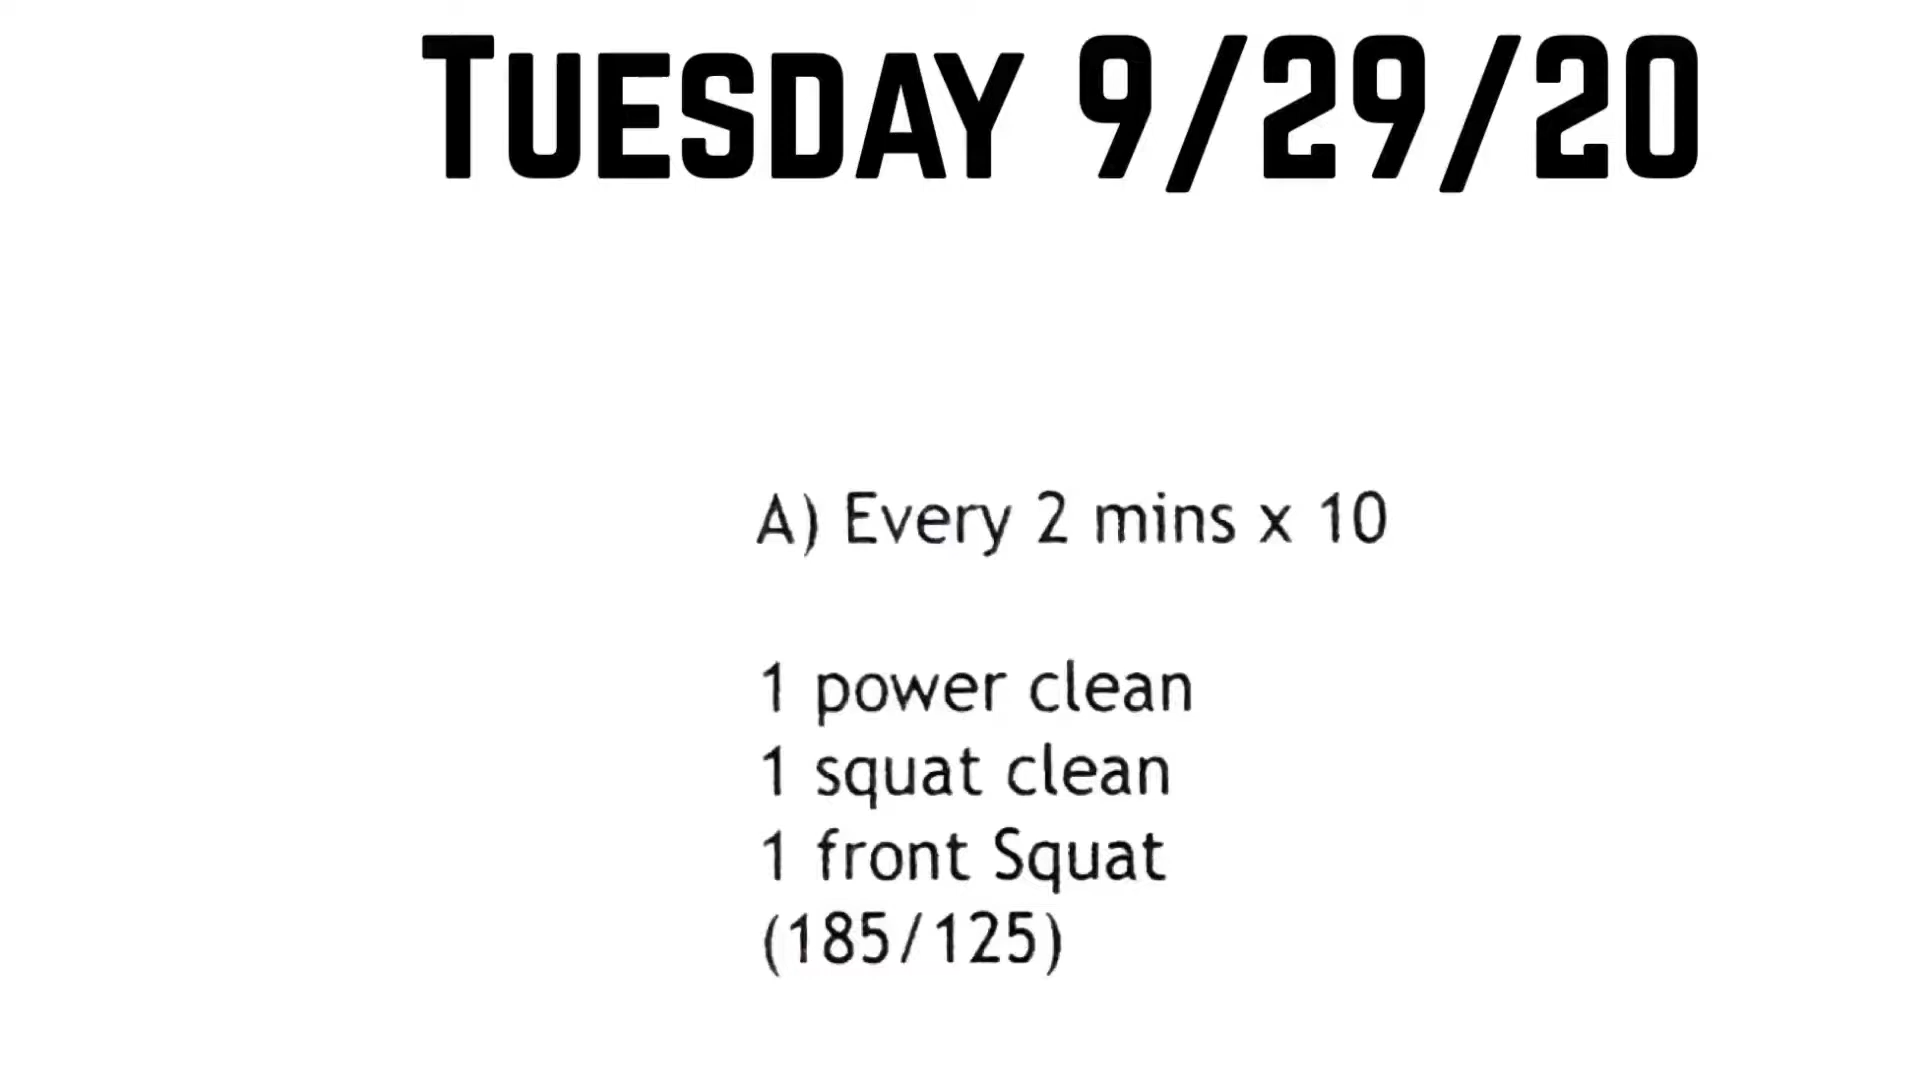 TUESDAY 9/29/20
A) Every 2 mins x 10
1 power clean
1 squat clean
1 front Squat
(185/125)